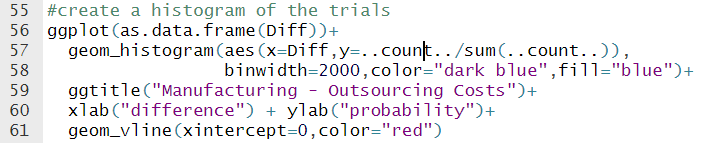 55 #create a histogram of the trials
56 ggplot(as.data.frame(Diff))+
57   geom_histogram(aes(x=Diff,y=..count../sum(..count..)),
58                  binwidth=2000,color="dark blue",fill="blue")+
59   ggtitle("Manufacturing - Outsourcing Costs")+
60   xlab("difference") + ylab("probability")+
61   geom_vline(xintercept=0,color="red")